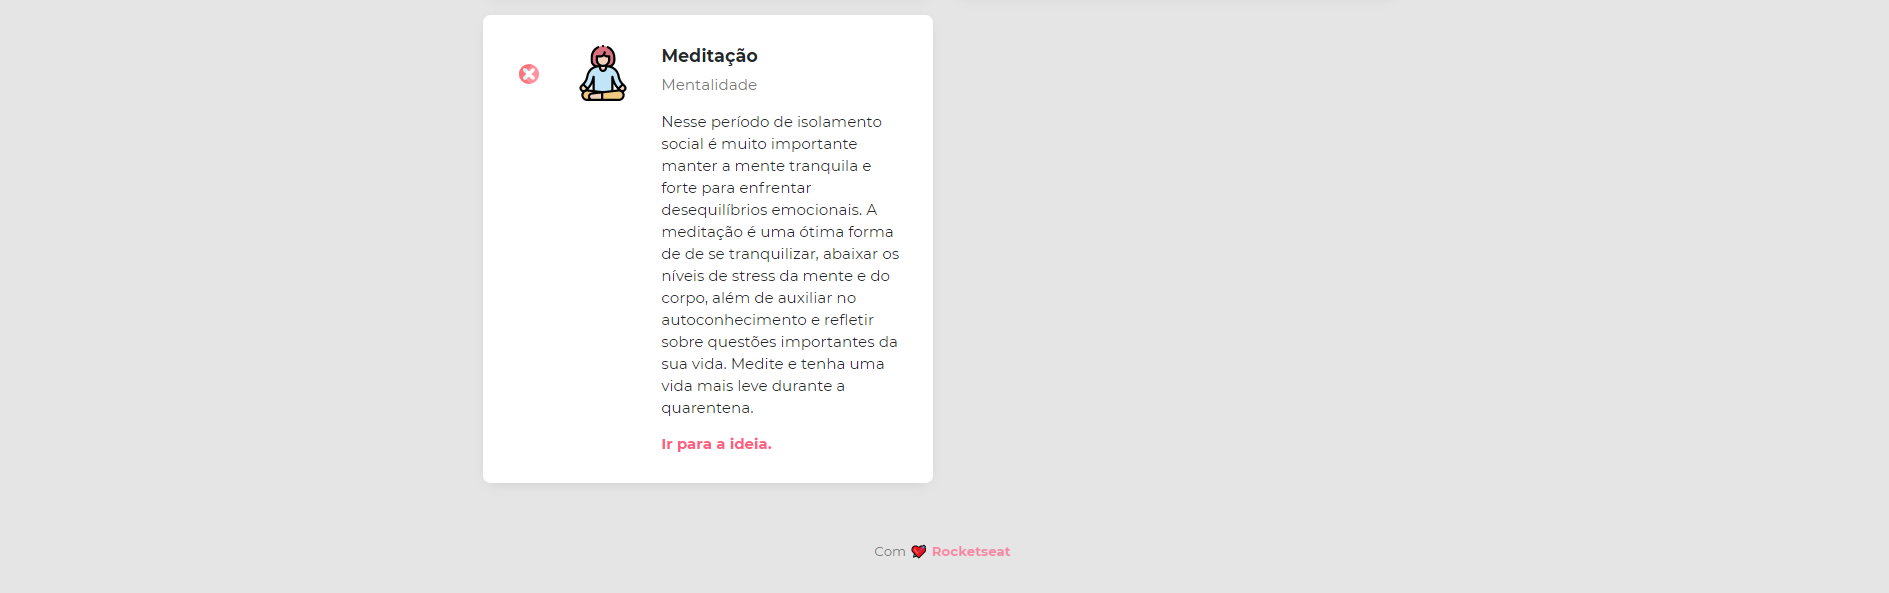 Meditação
Mentalidade
Nesse período de isolamento
social é muito importante
manter a mente tranquila e
forte para enfrentar
desequilíbrios emocionais. A
meditação é uma ótima forma
de de se tranquilizar, abaixar os
níveis de stress da mente e do
corpo, além de auxiliar no
autoconhecimento e refletir
sobre questões importantes da
sua vida. Medite e tenha uma
vida mais leve durante a
quarentena.
Ir para a ideia.
Com Rocketseat